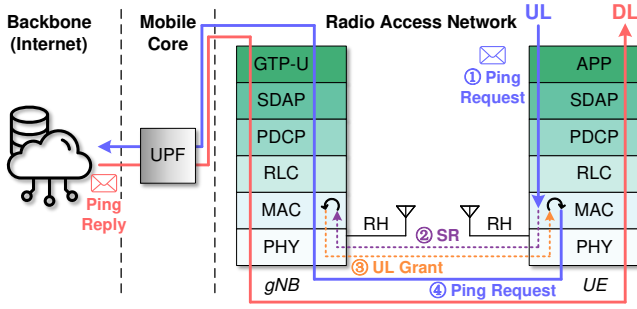 Backbone
(Internet)
Mobile
Core
Radio Access Network
UL
DL
GTP-U
SDAP
PDCP
RLC
MAC
PHY
gNB
① Ping
Request
APP
SDAP
PDCP
RLC
MAC
PHY
UE
UPF
Ping
Reply
RH
RH
② SR
③ UL Grant
④ Ping Request